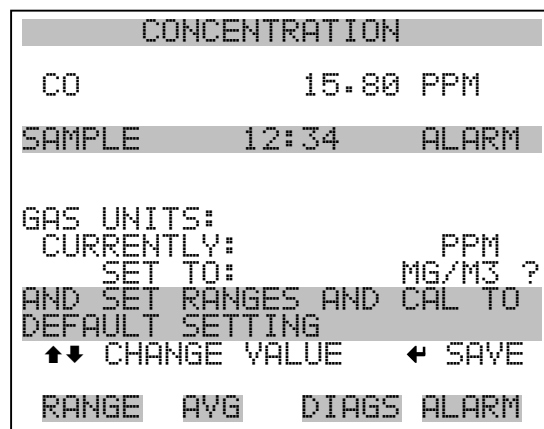 CONCENTRATION
CO 15.80 PPM
SAMPLE 12:34 ALARM
GAS UNITS:
CURRENTLY: PPM
SET TO: MG/M3 ?
AND SET RANGES AND CAL TO
DEFAULT SETTING
⬆⬇ CHANGE VALUE ↵ SAVE
RANGE AVG DIAGS ALARM